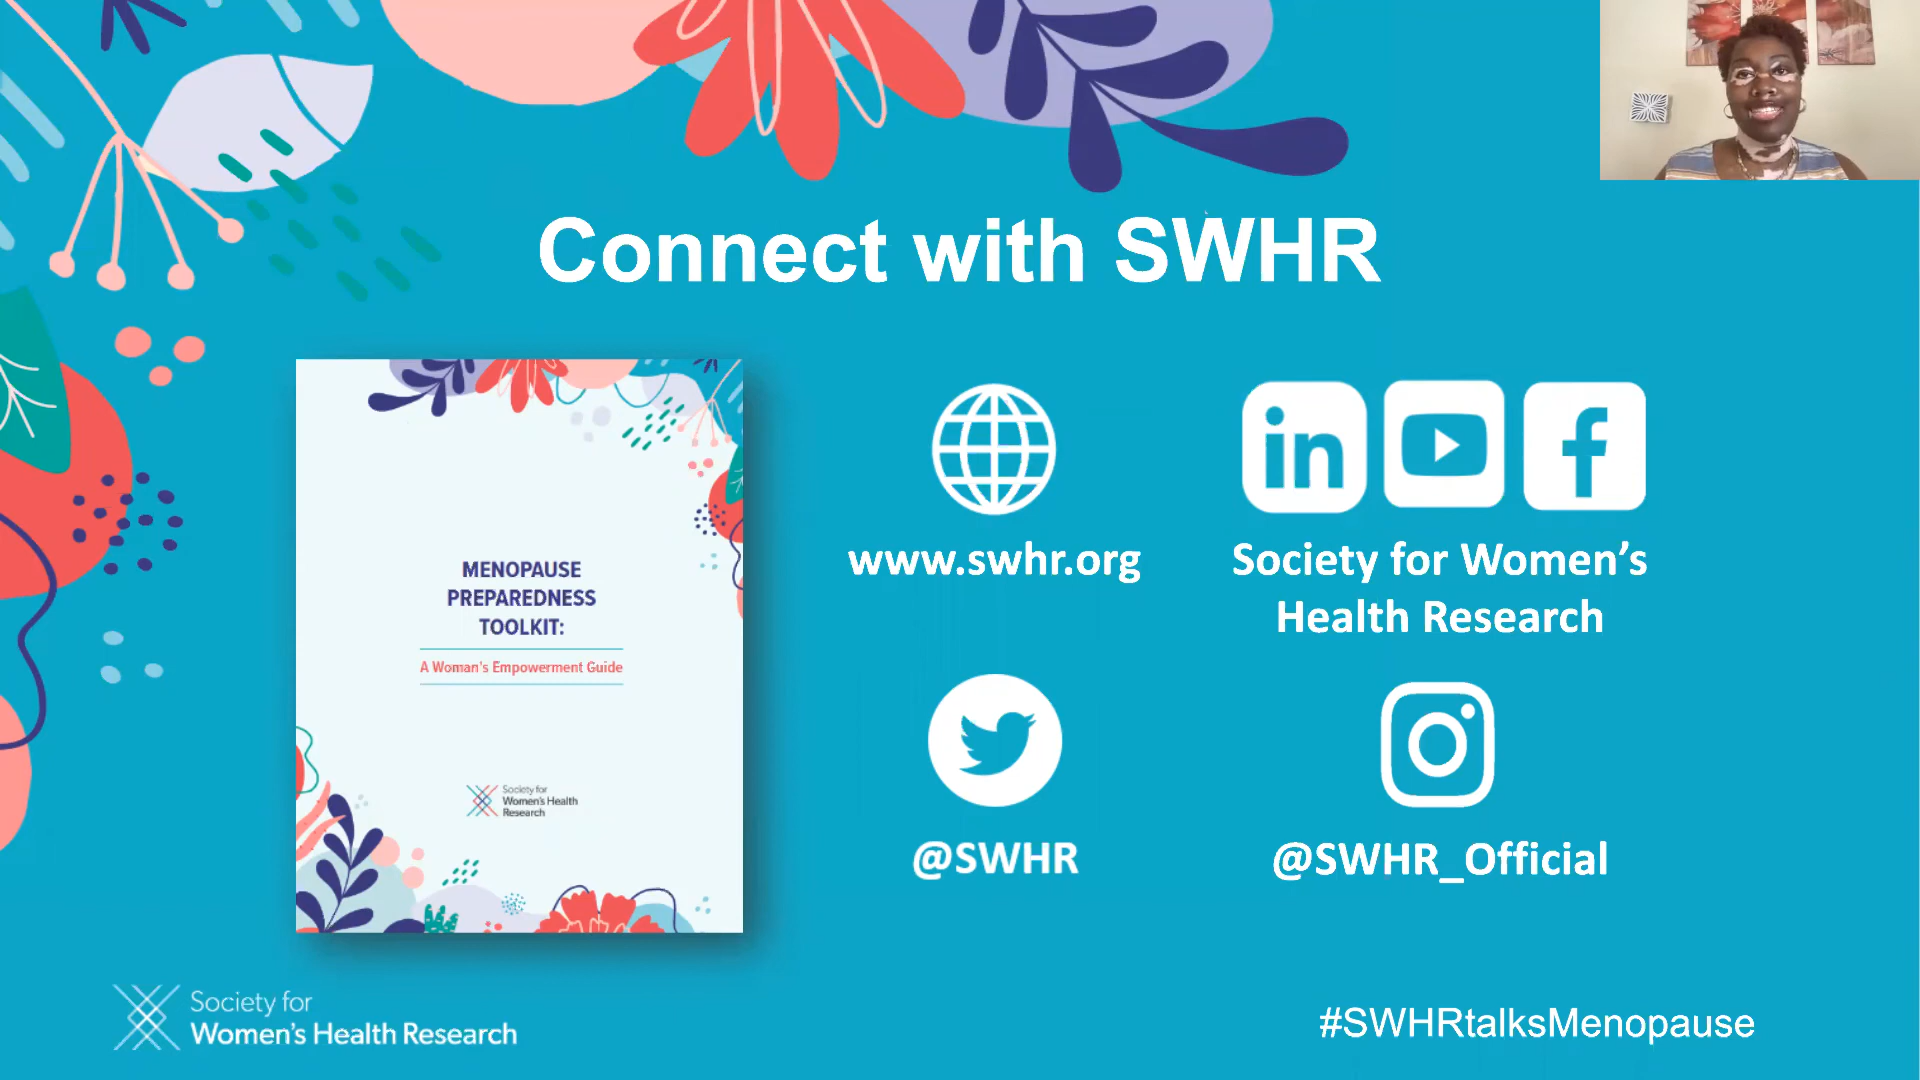 Connect with SWHR
MENOPAUSE
PREPAREDNESS
TOOLKIT:
A Woman's Empowerment Guide
Society for
Women's Health
Research
www.swhr.org
in
f
Society for Women’s
Health Research
@SWHR
@SWHR_Official
Society for
Women's Health Research
#SWHRtalksMenopause